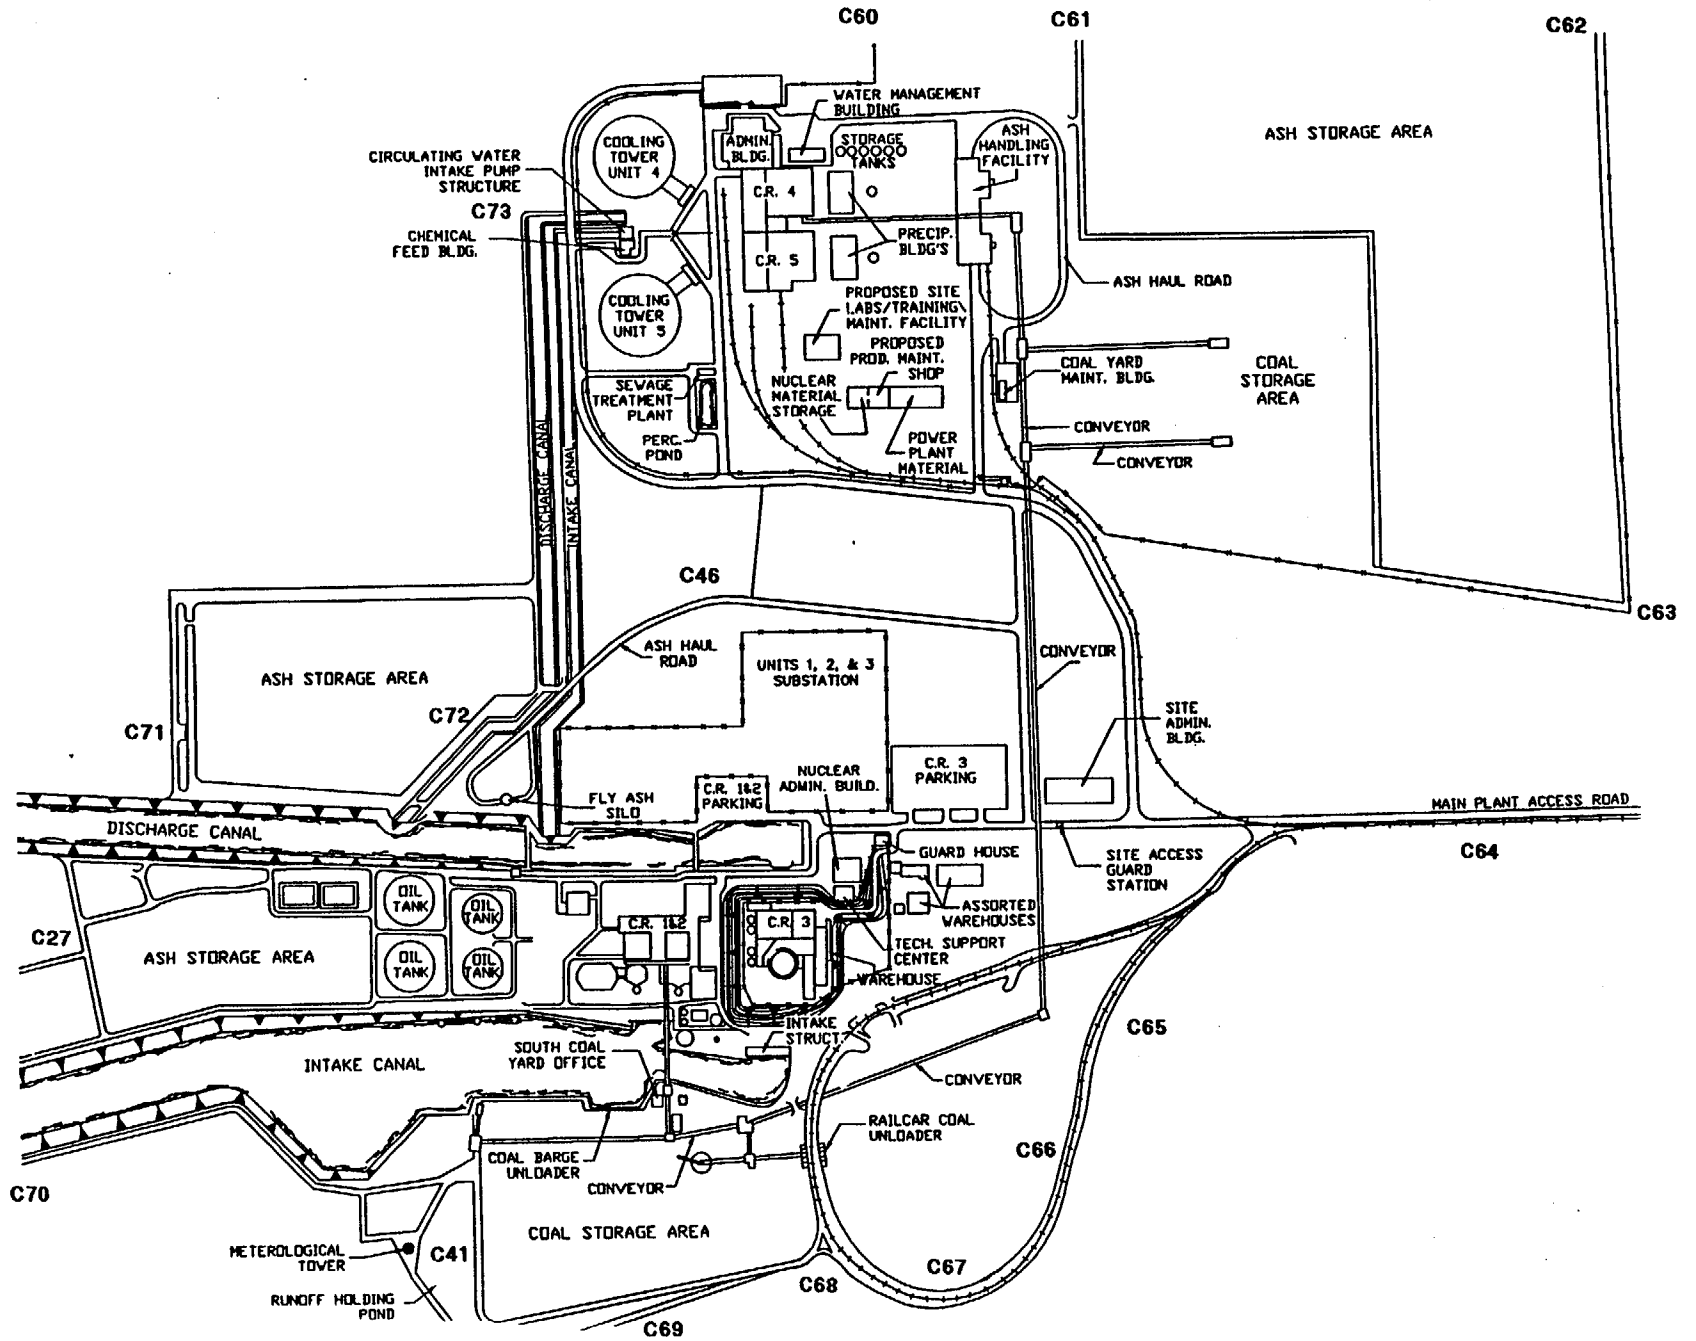 C60
C61
C62
WATER MANAGEMENT
BUILDING
ASH STORAGE AREA
COOLING
TOWER
UNIT 4
ADMIN.
BLDG.
STORAGE
TANKS
ASH
HANDLING
FACILITY
CIRCULATING WATER
INTAKE PUMP
STRUCTURE
C.R. 4
C73
CHEMICAL
FEED BLDG.
PRECIP.
BLDG'S
C.R. 5
ASH HAUL ROAD
COOLING
TOWER
UNIT 5
PROPOSED SITE
LABS/TRAINING\
MAINT. FACILITY
PROPOSED
PROD. MAINT.
SHOP
COAL YARD
MAINT. BLDG.
COAL
STORAGE
AREA
SEWAGE
TREATMENT
PLANT
NUCLEAR
MATERIAL
STORAGE
PERC.
POND
POWER
PLANT
MATERIAL
CONVEYOR
CONVEYOR
DISCHARGE CANAL
INTAKE CANAL
C46
C63
ASH HAUL
ROAD
UNITS 1, 2, & 3
SUBSTATION
CONVEYOR
ASH STORAGE AREA
C72
C71
SITE
ADMIN.
BLDG.
NUCLEAR
ADMIN. BUILD.
C.R. 3
PARKING
C.R. 1&2
PARKING
FLY ASH
SILO
MAIN PLANT ACCESS ROAD
DISCHARGE CANAL
GUARD HOUSE
SITE ACCESS
GUARD
STATION
C64
OIL
TANK
OIL
TANK
ASSORTED
WAREHOUSES
C27
C.R. 1&2
C.R. 3
ASH STORAGE AREA
OIL
TANK
OIL
TANK
TECH. SUPPORT
CENTER
WAREHOUSE
INTAKE
STRUCT.
C65
INTAKE CANAL
SOUTH COAL
YARD OFFICE
CONVEYOR
RAILCAR COAL
UNLOADER
C66
COAL BARGE
UNLOADER
CONVEYOR
C70
COAL STORAGE AREA
METEROLOGICAL
TOWER
C41
C67
C68
RUNOFF HOLDING
POND
C69